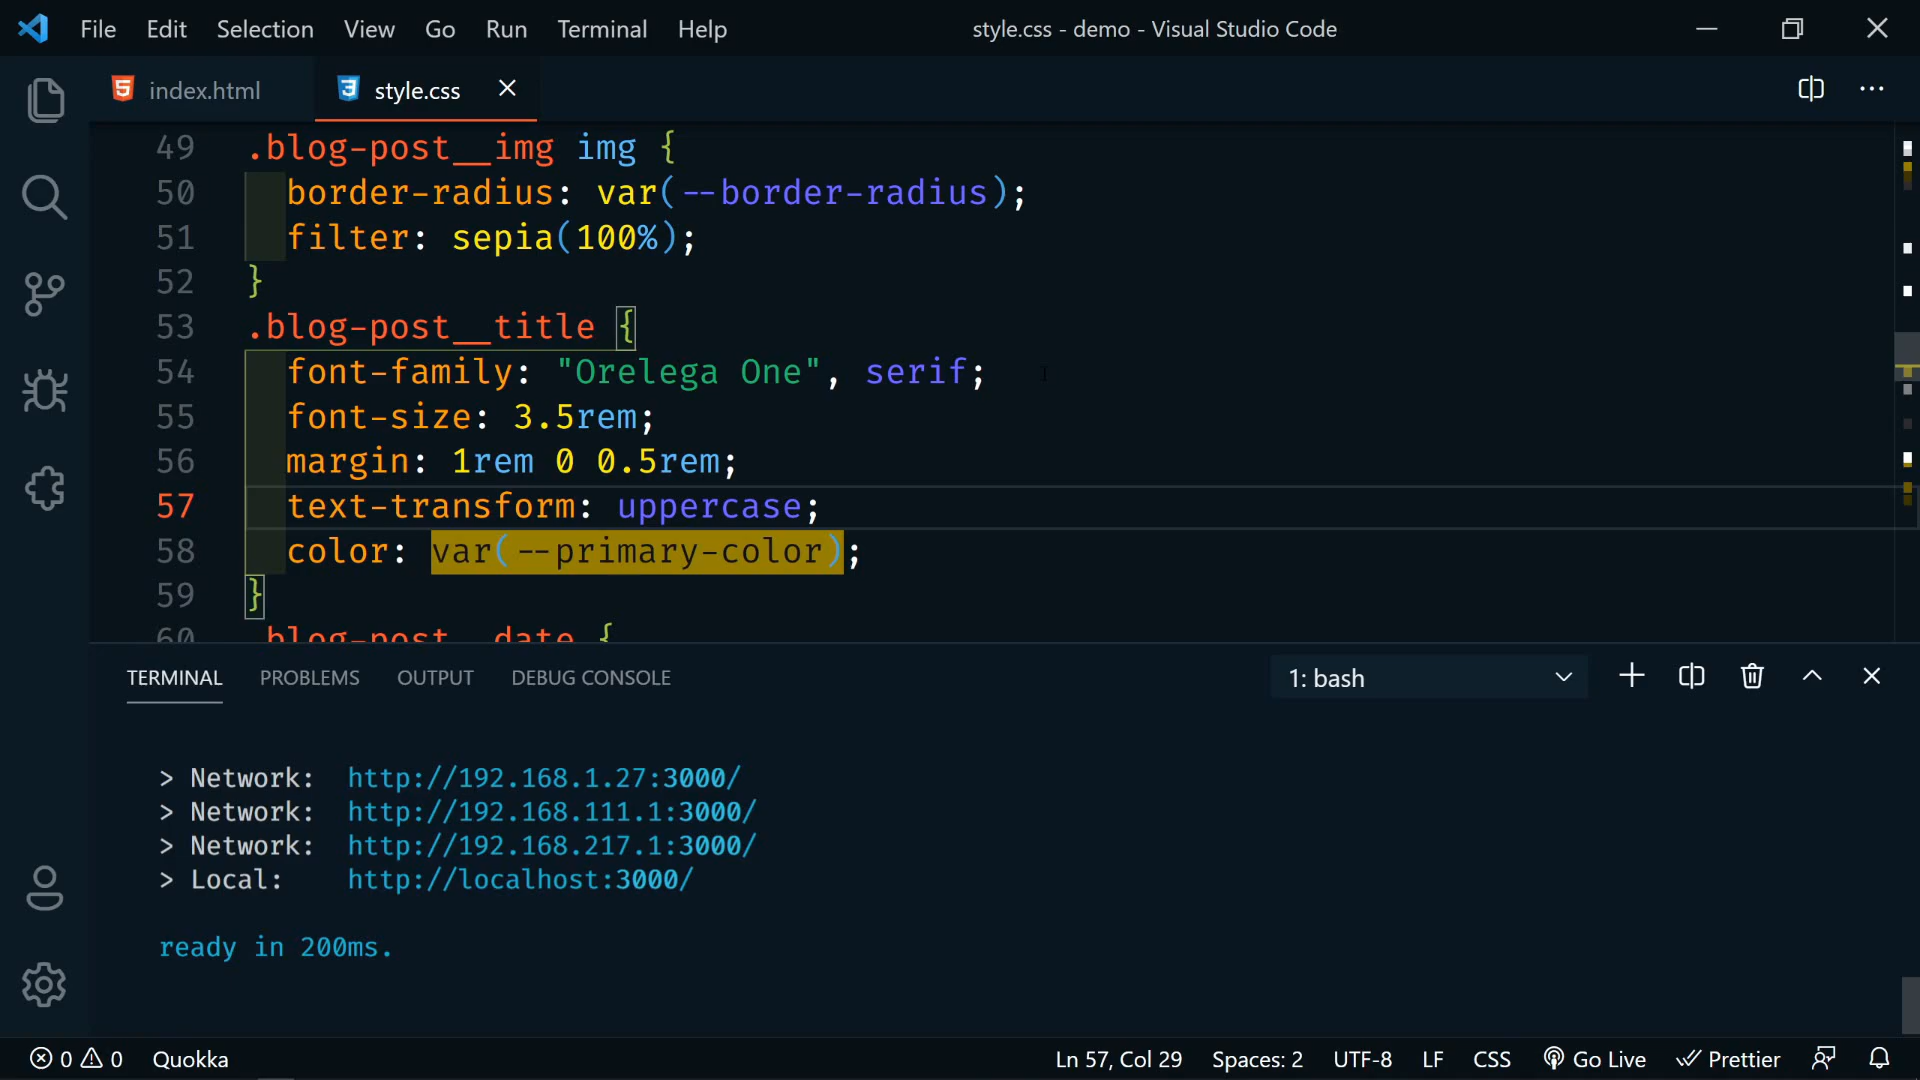 File Edit Selection View Go Run Terminal Help style.css - demo - Visual Studio Code
index.html style.css
49 .blog-post__img img {
50 border-radius: var(--border-radius);
51 filter: sepia(100%);
52 }
53 .blog-post__title {
54 font-family: "Orelega One", serif;
55 font-size: 3.5rem;
56 margin: 1rem 0 0.5rem;
57 text-transform: uppercase;
58 color: var(--primary-color);
59 }
60 .blog-post__date {
TERMINAL PROBLEMS OUTPUT DEBUG CONSOLE 1: bash
> Network: http://192.168.1.27:3000/
> Network: http://192.168.111.1:3000/
> Network: http://192.168.217.1:3000/
> Local: http://localhost:3000/
ready in 200ms.
0 0 Quokka Ln 57, Col 29 Spaces: 2 UTF-8 LF CSS Go Live Prettier